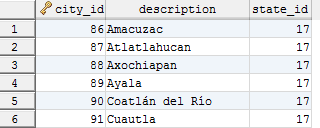 city_id description state_id
1 86 Amacuzac 17
2 87 Atlatlahucan 17
3 88 Axochiapan 17
4 89 Ayala 17
5 90 Coatlán del Río 17
6 91 Cuautla 17